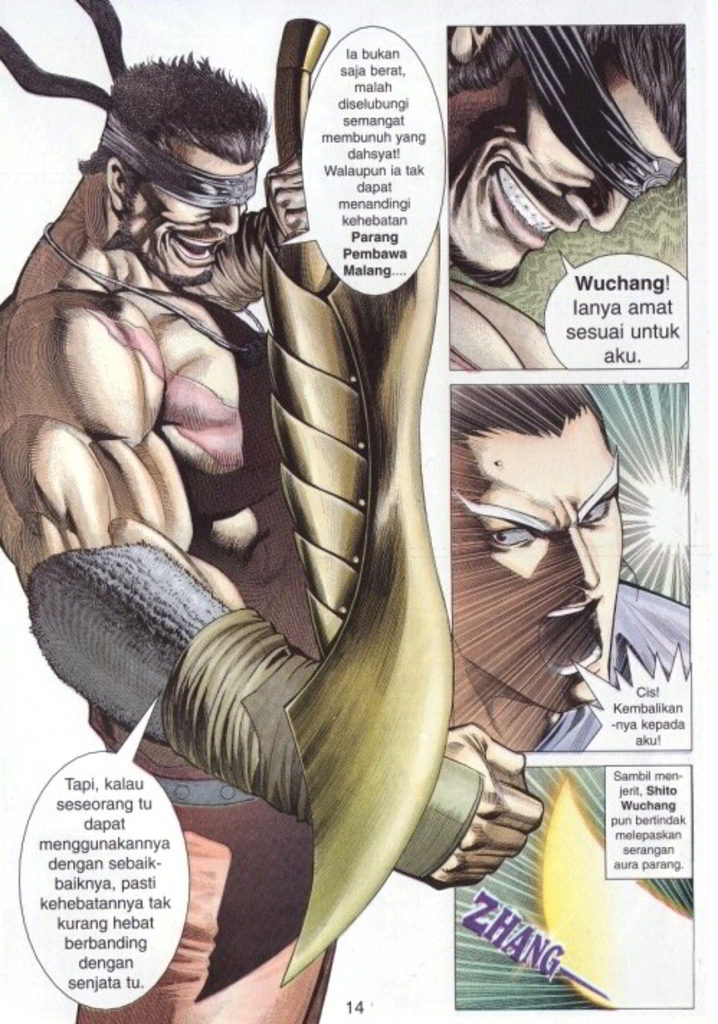 Ia bukan
saja berat,
malah
diselubungi
semangat
membunuh yang
dahsyat!
Walaupun ia tak
dapat
menandingi
kehebatan
Parang
Pembawa
Malang....
Tapi, kalau
seseorang tu
dapat
menggunakannya
dengan sebaik-
baiknya, pasti
kehebatannya tak
kurang hebat
berbanding
dengan
senjata tu.
Wuchang!
Ianya amat
sesuai untuk
aku.
Cis!
Kembalikan
-nya kepada
aku!
Sambil men-
jerit, Shito
Wuchang
pun bertindak
melepaskan
serangan
aura parang.
ZHANG
14